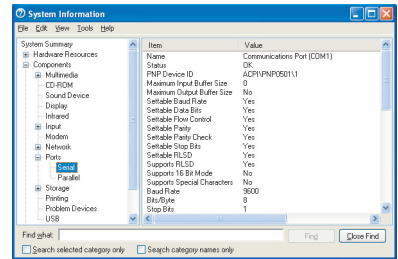 System Information
File Edit View Tools Help
System Summary
Hardware Resources
Components
Multimedia
CD-ROM
Sound Device
Display
Infrared
Input
Modem
Network
Ports
Serial
Parallel
Storage
Printing
Problem Devices
USB
Item Value
Name Communications Port (COM1)
Status OK
PNP Device ID ACPI\PNP0501\1
Maximum Input Buffer Size 0
Maximum Output Buffer Size No
Settable Baud Rate Yes
Settable Data Bits Yes
Settable Flow Control Yes
Settable Parity Yes
Settable Parity Check Yes
Settable Stop Bits Yes
Settable RLSD Yes
Supports RLSD Yes
Supports 16 Bit Mode No
Supports Special Characters No
Baud Rate 9600
Bits/Byte 8
Stop Bits 1
Find what: Find Close Find
Search selected category only Search category names only